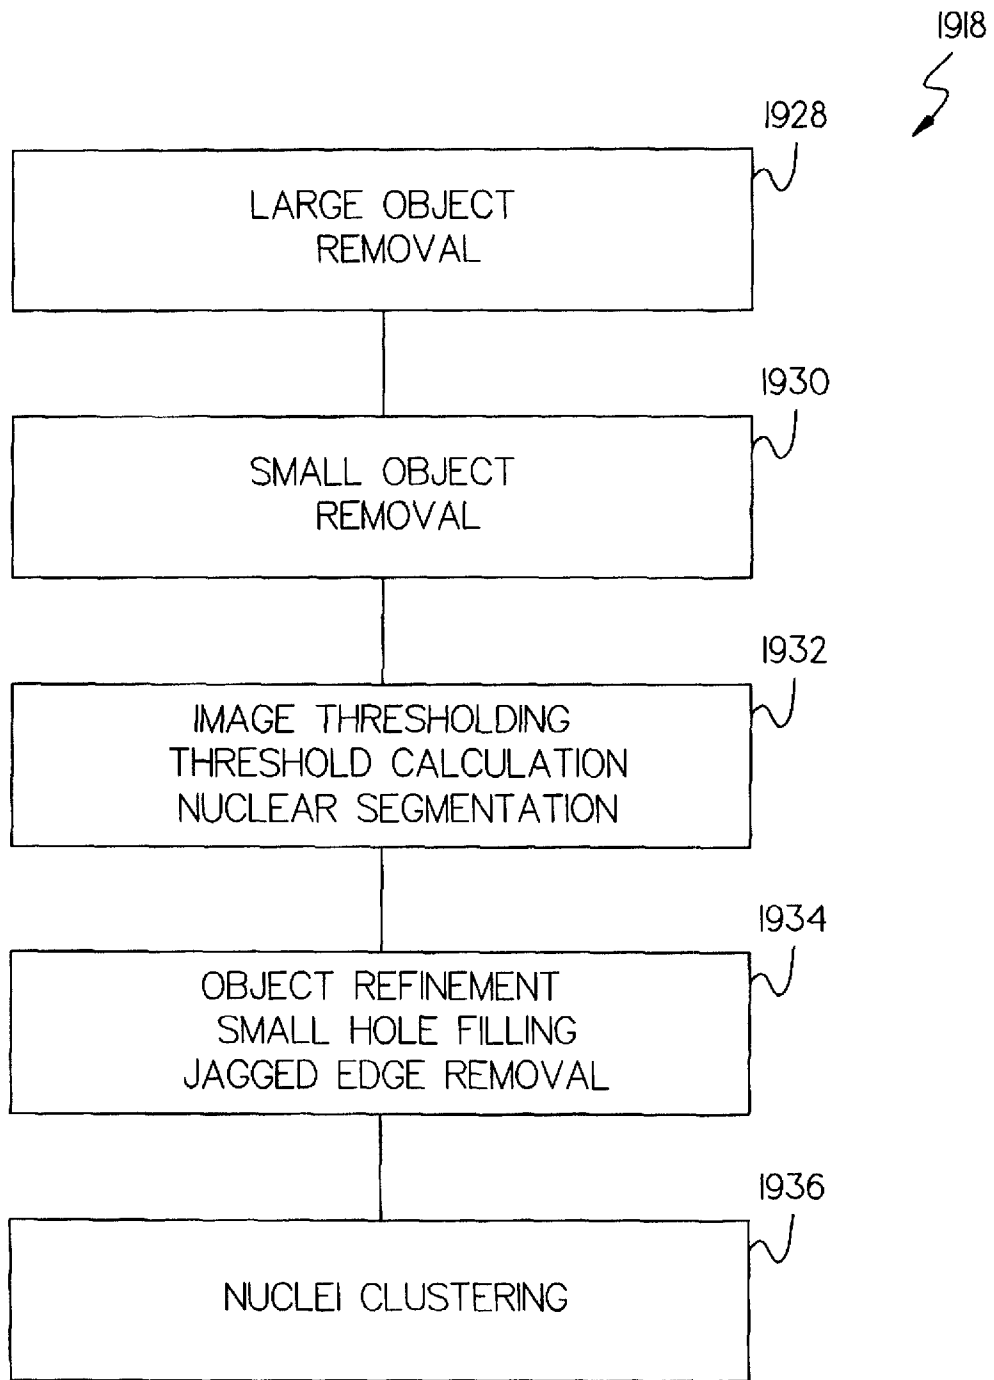 1918
1928
LARGE OBJECT
REMOVAL
1930
SMALL OBJECT
REMOVAL
1932
IMAGE THRESHOLDING
THRESHOLD CALCULATION
NUCLEAR SEGMENTATION
1934
OBJECT REFINEMENT
SMALL HOLE FILLING
JAGGED EDGE REMOVAL
1936
NUCLEI CLUSTERING